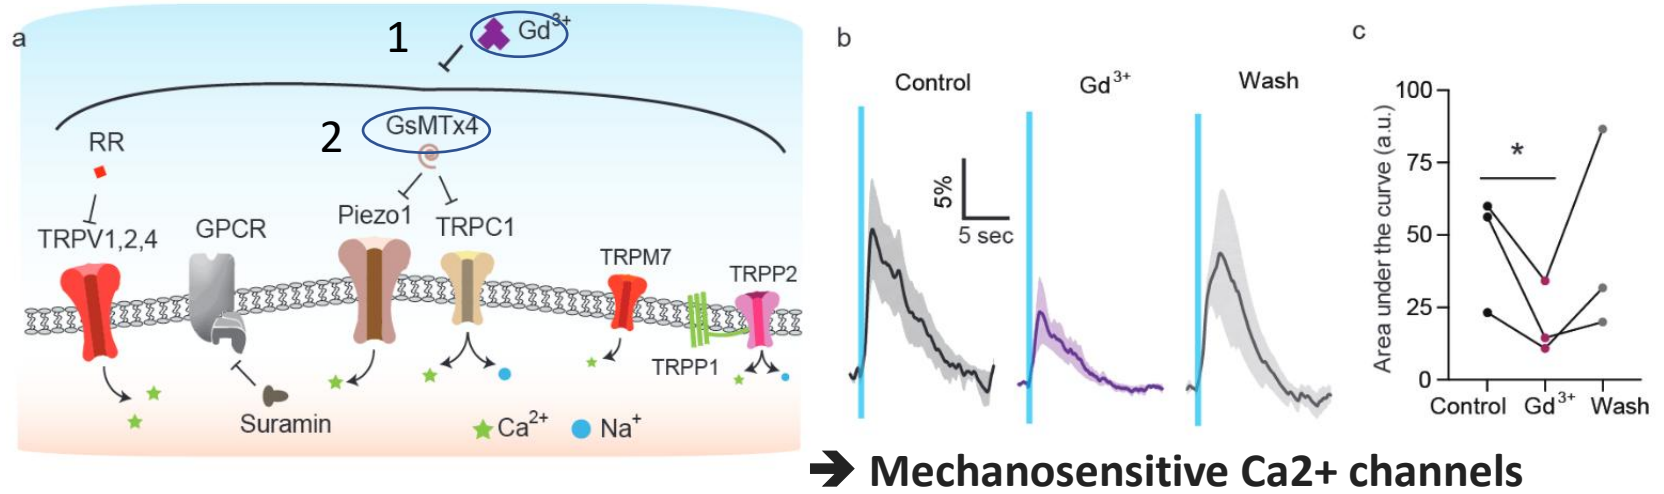 a
1
Gd3+
2
GsMTx4
RR
Piezo1
TRPC1
GPCR
TRPV1,2,4
TRPM7
TRPP2
TRPP1
Suramin
Ca2+
Na+
b
Control
Gd3+
Wash
5%
5 sec
c
Area under the curve (a.u.)
100
75
50
25
0
*
Control Gd3+ Wash
➔ Mechanosensitive Ca2+ channels